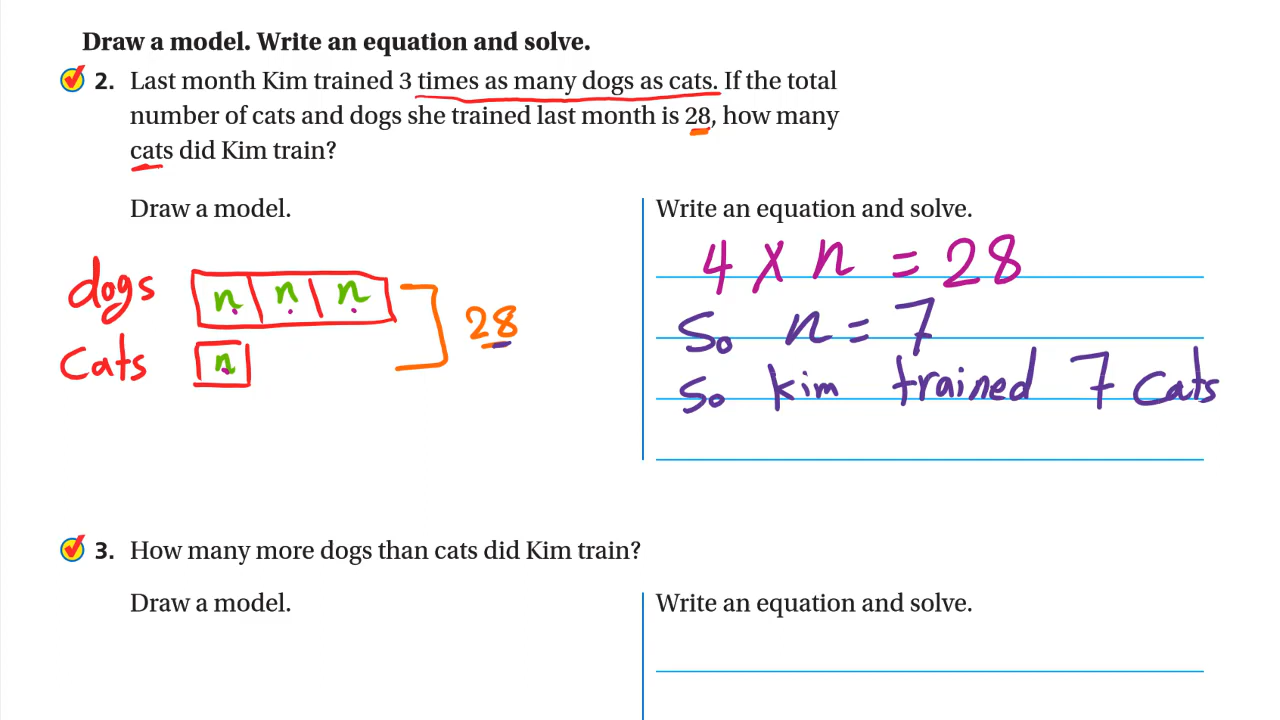 Draw a model. Write an equation and solve.
2. Last month Kim trained 3 times as many dogs as cats. If the total
number of cats and dogs she trained last month is 28, how many
cats did Kim train?
Draw a model.
dogs n n n
28
cats n
Write an equation and solve.
4 x n = 28
So n = 7
So kim trained 7 cats
3. How many more dogs than cats did Kim train?
Draw a model.
Write an equation and solve.